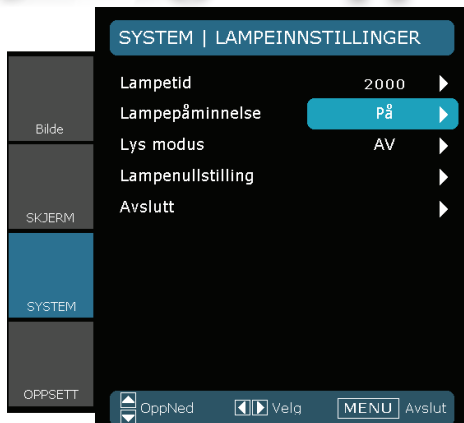 SYSTEM | LAMPEINNSTILLINGER
Lampetid 2000
Lampepåminnelse På
Lys modus AV
Lampenullstilling
Avslutt
Bilde
SKJERM
SYSTEM
OPPSETT
OppNed Velg MENU Avslut